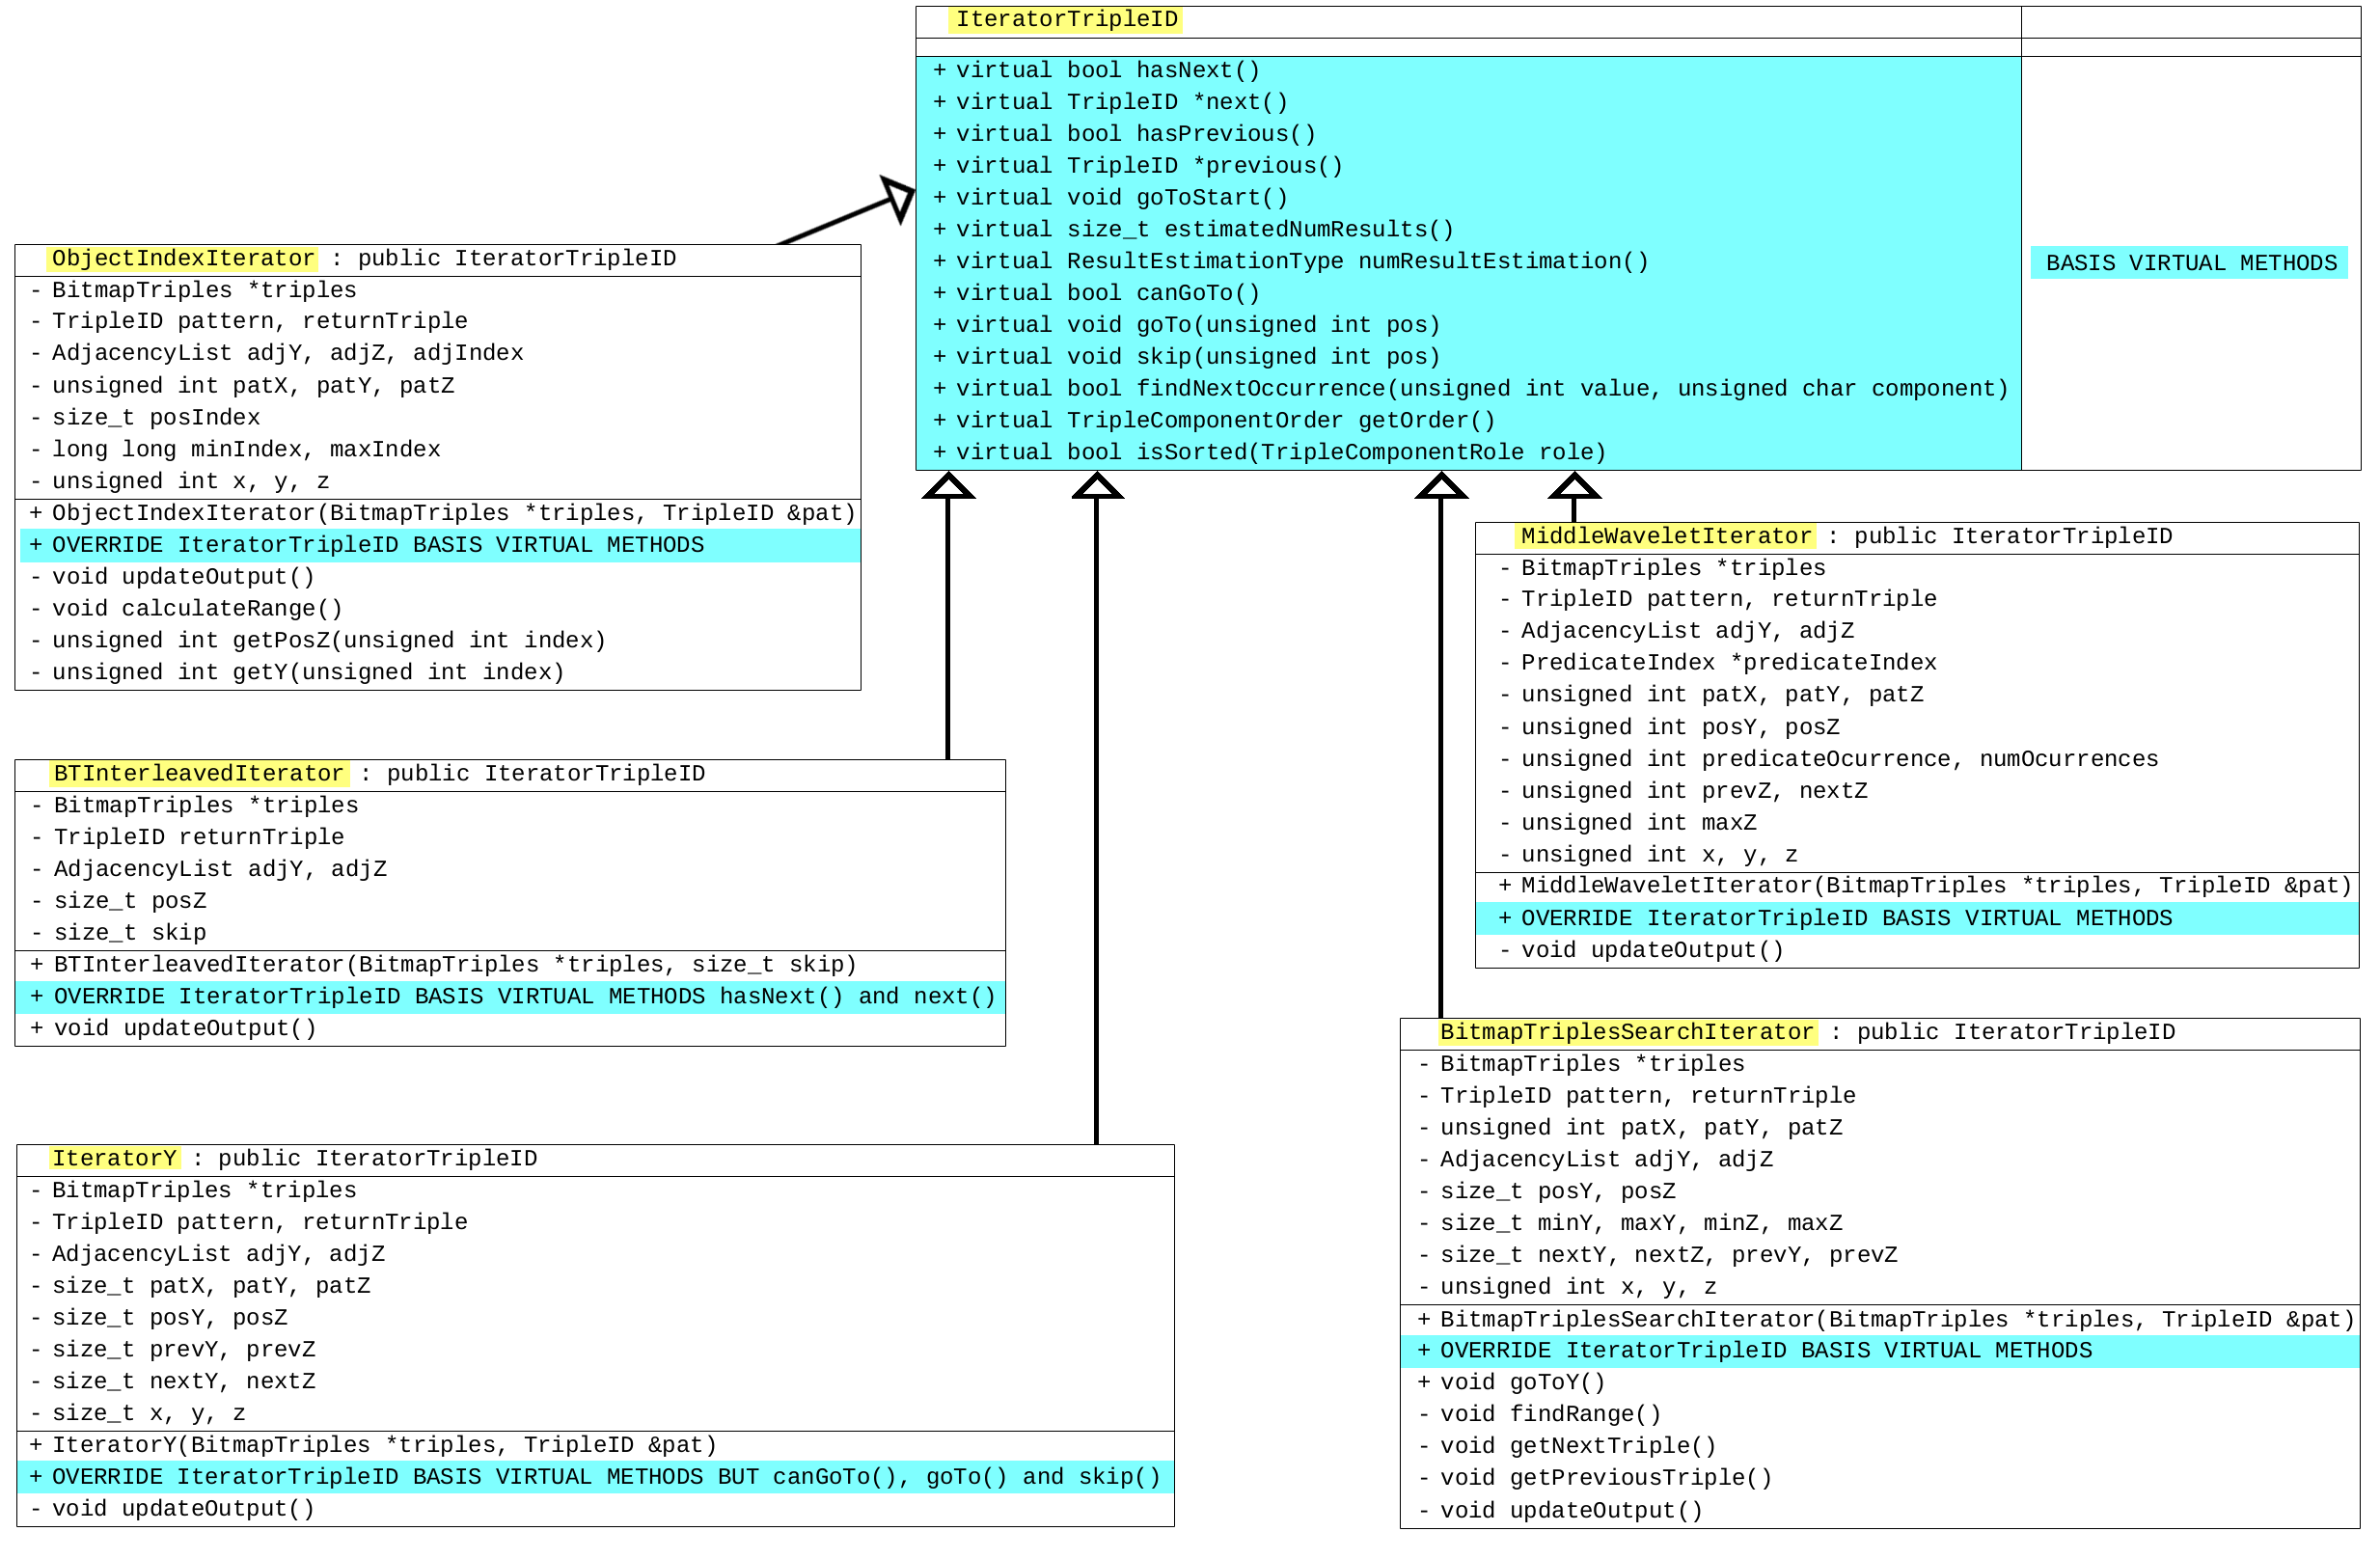 IteratorTripleID
+ virtual bool hasNext()
+ virtual TripleID *next()
+ virtual bool hasPrevious()
+ virtual TripleID *previous()
+ virtual void goToStart()
+ virtual size_t estimatedNumResults()
+ virtual ResultEstimationType numResultEstimation()
+ virtual bool canGoTo()
+ virtual void goTo(unsigned int pos)
+ virtual void skip(unsigned int pos)
+ virtual bool findNextOccurrence(unsigned int value, unsigned char component)
+ virtual TripleComponentOrder getOrder()
+ virtual bool isSorted(TripleComponentRole role)
BASIS VIRTUAL METHODS
ObjectIndexIterator : public IteratorTripleID
- BitmapTriples *triples
- TripleID pattern, returnTriple
- AdjacencyList adjY, adjZ, adjIndex
- unsigned int patX, patY, patZ
- size_t posIndex
- long long minIndex, maxIndex
- unsigned int x, y, z
+ ObjectIndexIterator(BitmapTriples *triples, TripleID &pat)
+ OVERRIDE IteratorTripleID BASIS VIRTUAL METHODS
- void updateOutput()
- void calculateRange()
- unsigned int getPosZ(unsigned int index)
- unsigned int getY(unsigned int index)
BTInterleavedIterator : public IteratorTripleID
- BitmapTriples *triples
- TripleID returnTriple
- AdjacencyList adjY, adjZ
- size_t posZ
- size_t skip
+ BTInterleavedIterator(BitmapTriples *triples, size_t skip)
+ OVERRIDE IteratorTripleID BASIS VIRTUAL METHODS hasNext() and next()
+ void updateOutput()
IteratorY : public IteratorTripleID
- BitmapTriples *triples
- TripleID pattern, returnTriple
- AdjacencyList adjY, adjZ
- size_t patX, patY, patZ
- size_t posY, posZ
- size_t prevY, prevZ
- size_t nextY, nextZ
- size_t x, y, z
+ IteratorY(BitmapTriples *triples, TripleID &pat)
+ OVERRIDE IteratorTripleID BASIS VIRTUAL METHODS BUT canGoTo(), goTo() and skip()
- void updateOutput()
MiddleWaveletIterator : public IteratorTripleID
- BitmapTriples *triples
- TripleID pattern, returnTriple
- AdjacencyList adjY, adjZ
- PredicateIndex *predicateIndex
- unsigned int patX, patY, patZ
- unsigned int posY, posZ
- unsigned int predicateOcurrence, numOcurrences
- unsigned int prevZ, nextZ
- unsigned int maxZ
- unsigned int x, y, z
+ MiddleWaveletIterator(BitmapTriples *triples, TripleID &pat)
+ OVERRIDE IteratorTripleID BASIS VIRTUAL METHODS
- void updateOutput()
BitmapTriplesSearchIterator : public IteratorTripleID
- BitmapTriples *triples
- TripleID pattern, returnTriple
- unsigned int patX, patY, patZ
- AdjacencyList adjY, adjZ
- size_t posY, posZ
- size_t minY, maxY, minZ, maxZ
- size_t nextY, nextZ, prevY, prevZ
- unsigned int x, y, z
+ BitmapTriplesSearchIterator(BitmapTriples *triples, TripleID &pat)
+ OVERRIDE IteratorTripleID BASIS VIRTUAL METHODS
+ void goToY()
- void findRange()
- void getNextTriple()
- void getPreviousTriple()
- void updateOutput()